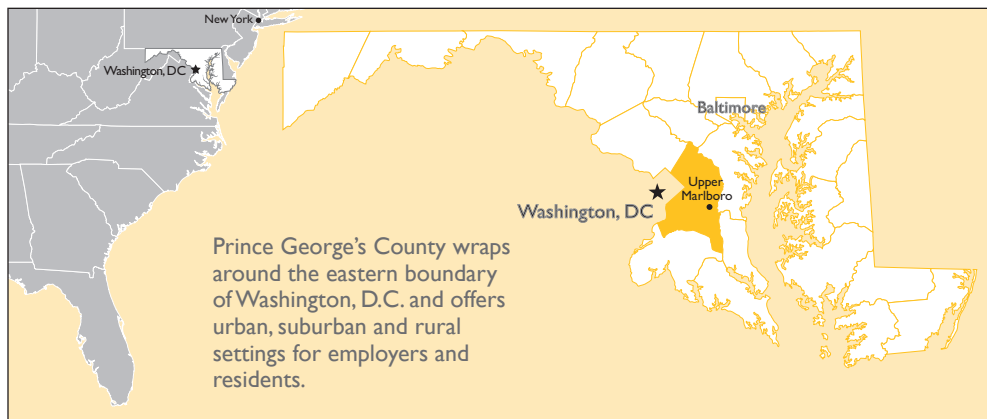 New York
Washington, DC
Baltimore
Upper
Marlboro
Washington, DC
Prince George’s County wraps
around the eastern boundary
of Washington, D.C. and offers
urban, suburban and rural
settings for employers and
residents.